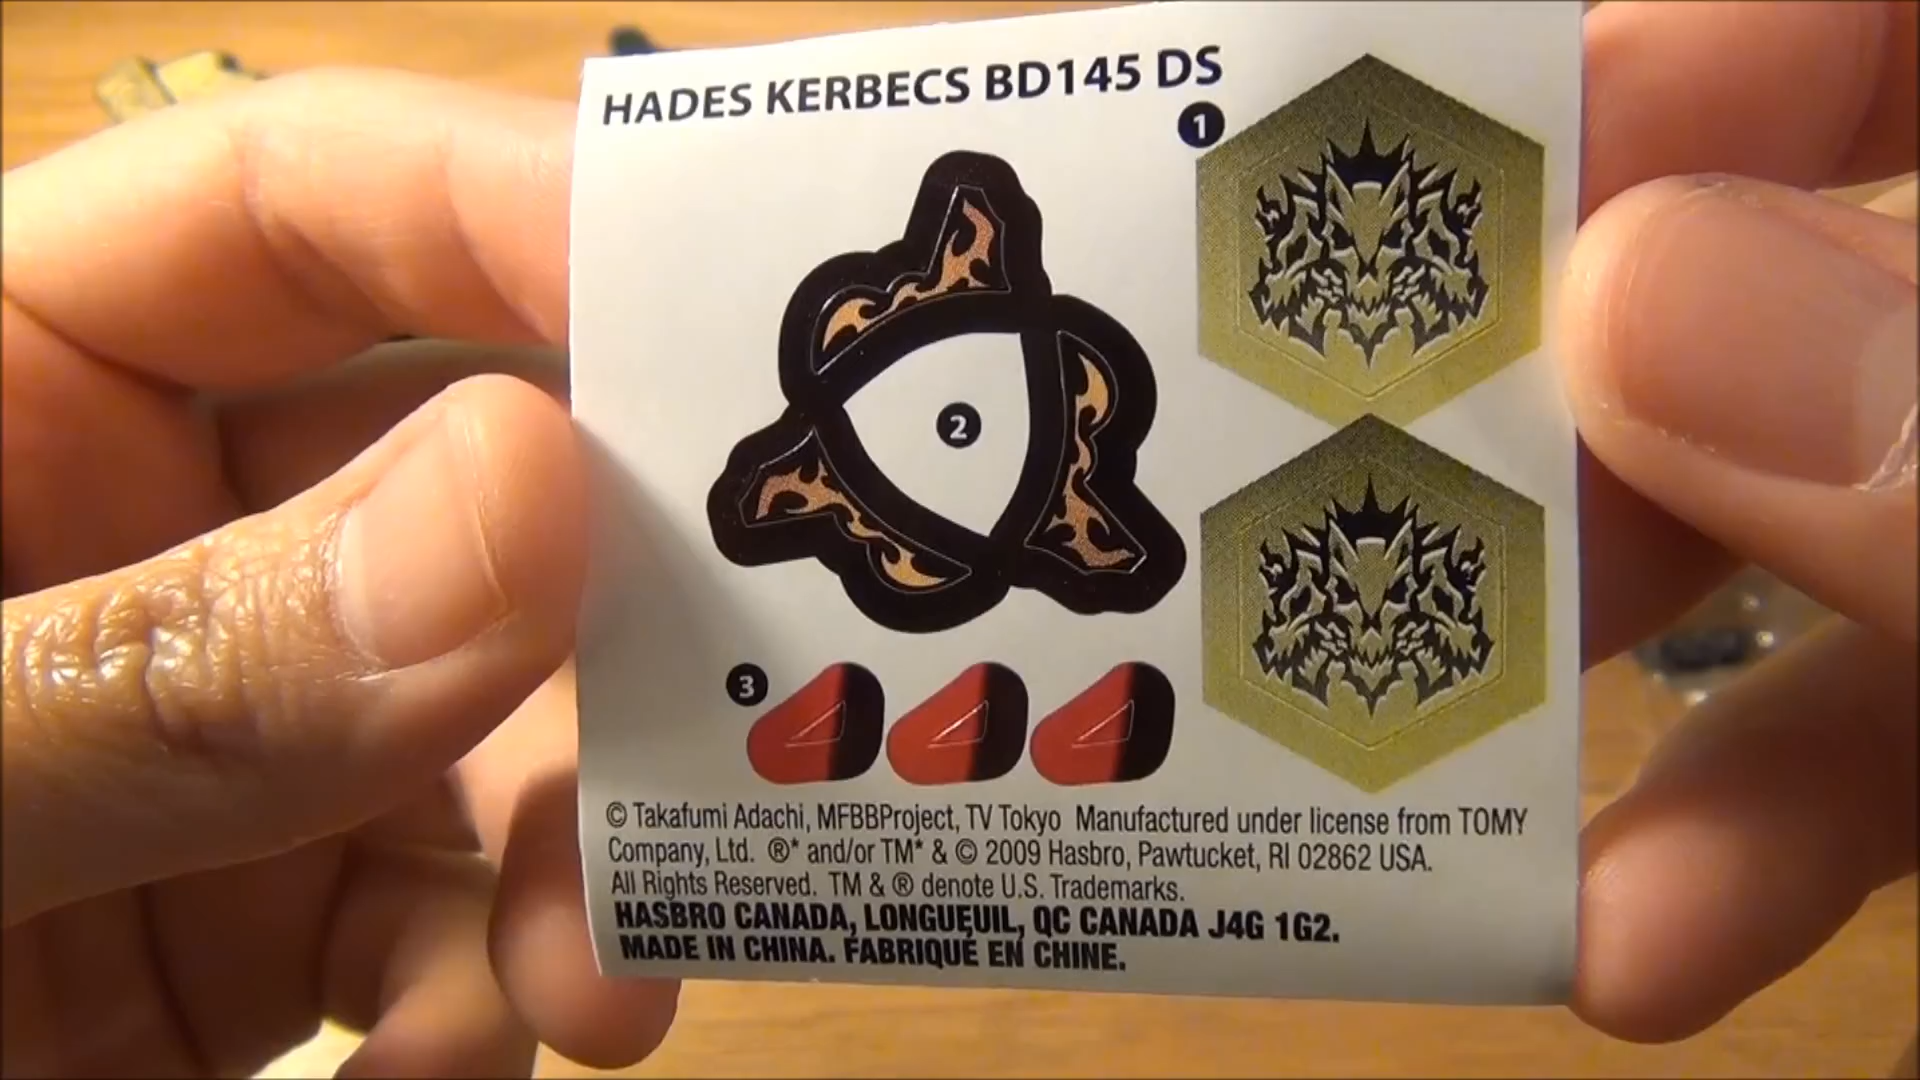 HADES KERBECS BD145 DS
1
2
3
© Takafumi Adachi, MFBBProject, TV Tokyo Manufactured under license from TOMY
Company, Ltd. ®* and/or TM* & © 2009 Hasbro, Pawtucket, RI 02862 USA.
All Rights Reserved. TM & ® denote U.S. Trademarks.
HASBRO CANADA, LONGUEUIL, QC CANADA J4G 1G2.
MADE IN CHINA. FABRIQUÉ EN CHINE.